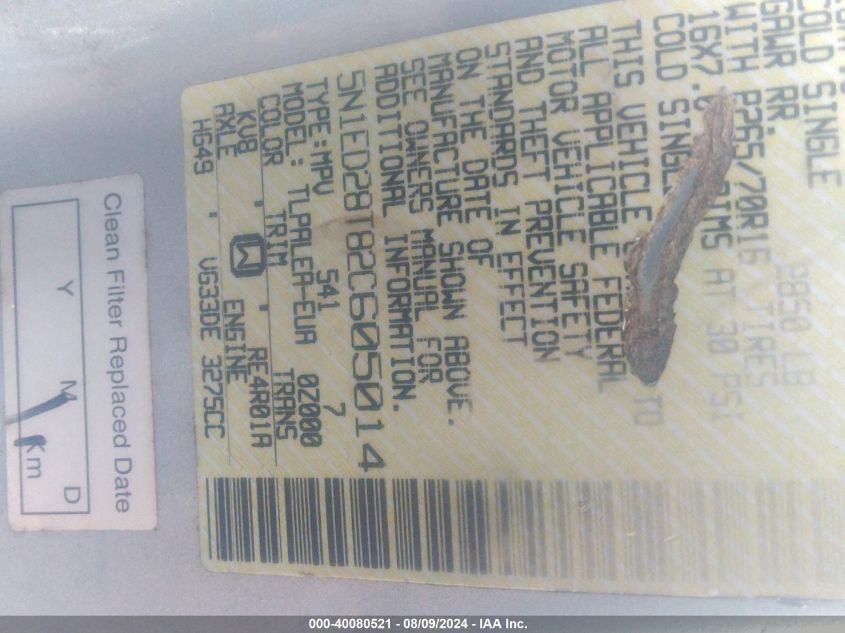 COLD SINGLE
GAWR RR. 2850 LB
WITH P265/70R16 TIRES
16X7. RIMS AT 30 PSI
COLD SINGLE
THIS VEHICLE TO
ALL APPLICABLE FEDERAL
MOTOR VEHICLE SAFETY
AND THEFT PREVENTION
STANDARDS IN EFFECT
ON THE DATE OF
MANUFACTURE SHOWN ABOVE.
SEE OWNERS MANUAL FOR
ADDITIONAL INFORMATION.
5N1ED28T82C605014
TYPE:MPV 541 7
MODEL: TLPALEA-EUA 0Z000
COLOR TRIM TRANS
KV8 W RE4R01A
AXLE ENGINE
HG49 VG33DE 3275CC
Clean Filter Replaced Date
Y M D
Km
000-40080521 - 08/09/2024 - IAA Inc.